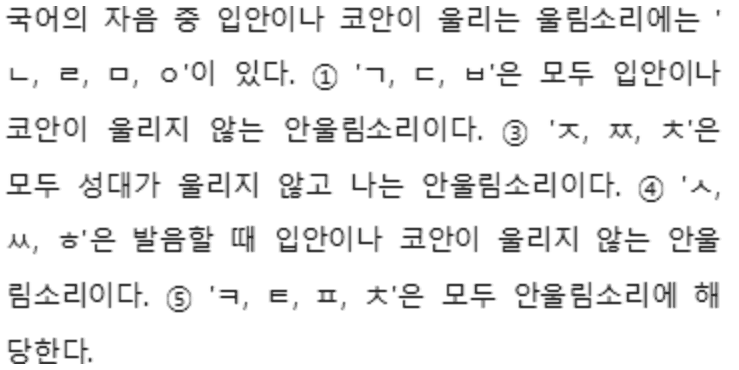 국어의 자음 중 입안이나 코안이 울리는 울림소리에는 '
ㄴ, ㄹ, ㅁ, ㅇ'이 있다. ① 'ㄱ, ㄷ, ㅂ'은 모두 입안이나
코안이 울리지 않는 안울림소리이다. ③ 'ㅈ, ㅉ, ㅊ'은
모두 성대가 울리지 않고 나는 안울림소리이다. ④ 'ㅅ,
ㅆ, ㅎ'은 발음할 때 입안이나 코안이 울리지 않는 안울
림소리이다. ⑤ 'ㅋ, ㅌ, ㅍ, ㅊ'은 모두 안울림소리에 해
당한다.